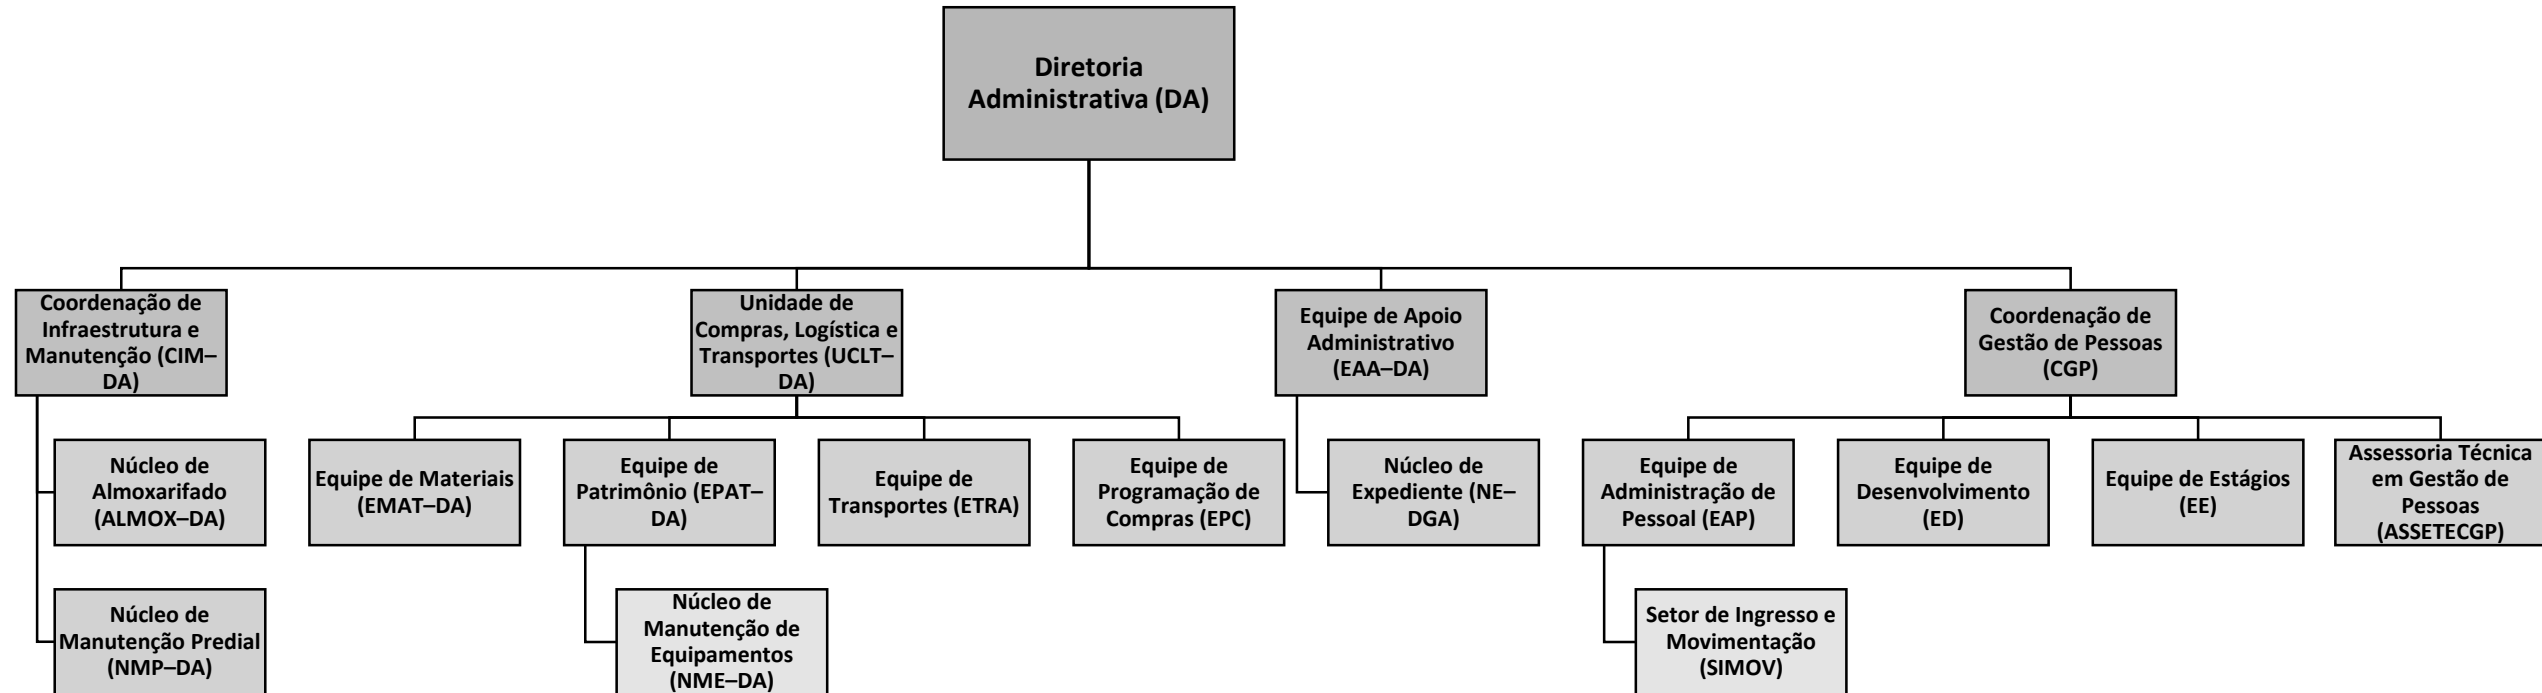 Diretoria
Administrativa (DA)
Coordenação de
Infraestrutura e
Manutenção (CIM–
DA)
Unidade de
Compras, Logística e
Transportes (UCLT–
DA)
Equipe de Apoio
Administrativo
(EAA–DA)
Coordenação de
Gestão de Pessoas
(CGP)
Núcleo de
Almoxarifado
(ALMOX–DA)
Equipe de Materiais
(EMAT–DA)
Equipe de
Patrimônio (EPAT–
DA)
Equipe de
Transportes (ETRA)
Equipe de
Programação de
Compras (EPC)
Núcleo de
Expediente (NE–
DGA)
Equipe de
Administração de
Pessoal (EAP)
Equipe de
Desenvolvimento
(ED)
Equipe de Estágios
(EE)
Assessoria Técnica
em Gestão de
Pessoas
(ASSETECGP)
Núcleo de
Manutenção Predial
(NMP–DA)
Núcleo de
Manutenção de
Equipamentos
(NME–DA)
Setor de Ingresso e
Movimentação
(SIMOV)